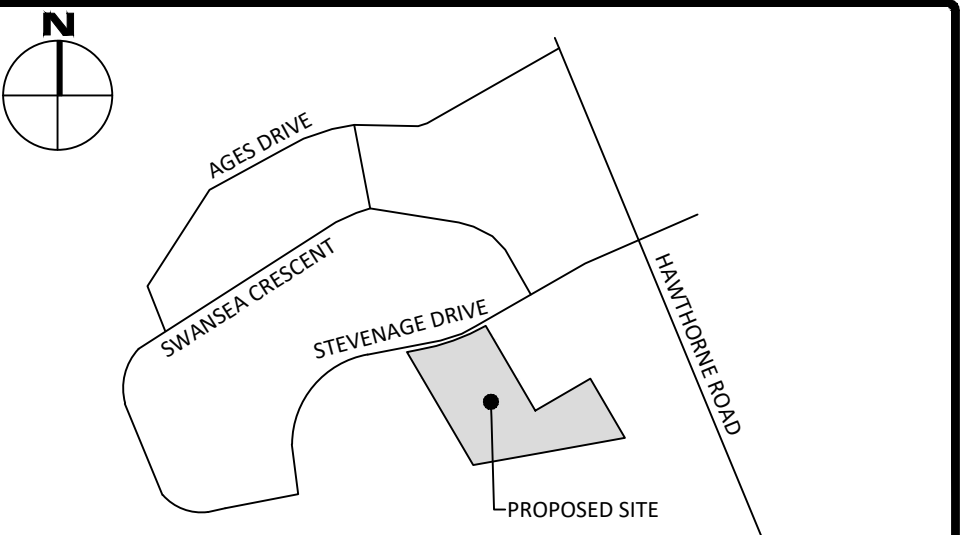 N
AGES DRIVE
SWANSEA CRESCENT
STEVENAGE DRIVE
HAWTHORNE ROAD
PROPOSED SITE